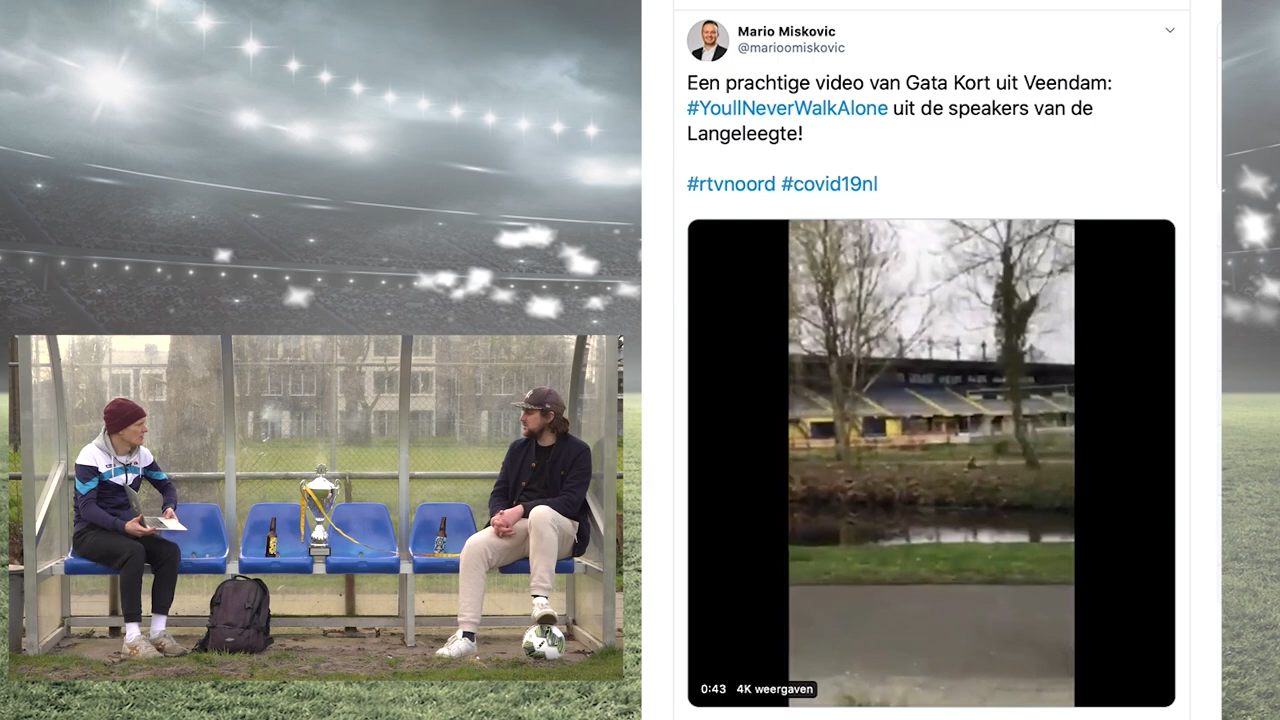 Mario Miskovic
@marioomiskovic
Een prachtige video van Gata Kort uit Veendam:
#YoullNeverWalkAlone uit de speakers van de
Langeleegte!
#rtvnoord #covid19nl
0:43 4K weergaven